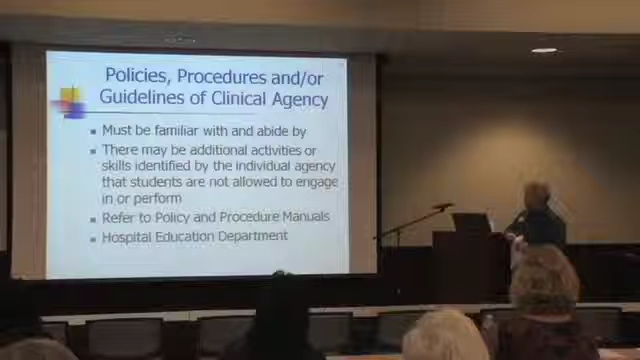 Policies, Procedures and/or
Guidelines of Clinical Agency
Must be familiar with and abide by
There may be additional activities or
skills identified by the individual agency
that students are not allowed to engage
in or perform
Refer to Policy and Procedure Manuals
Hospital Education Department